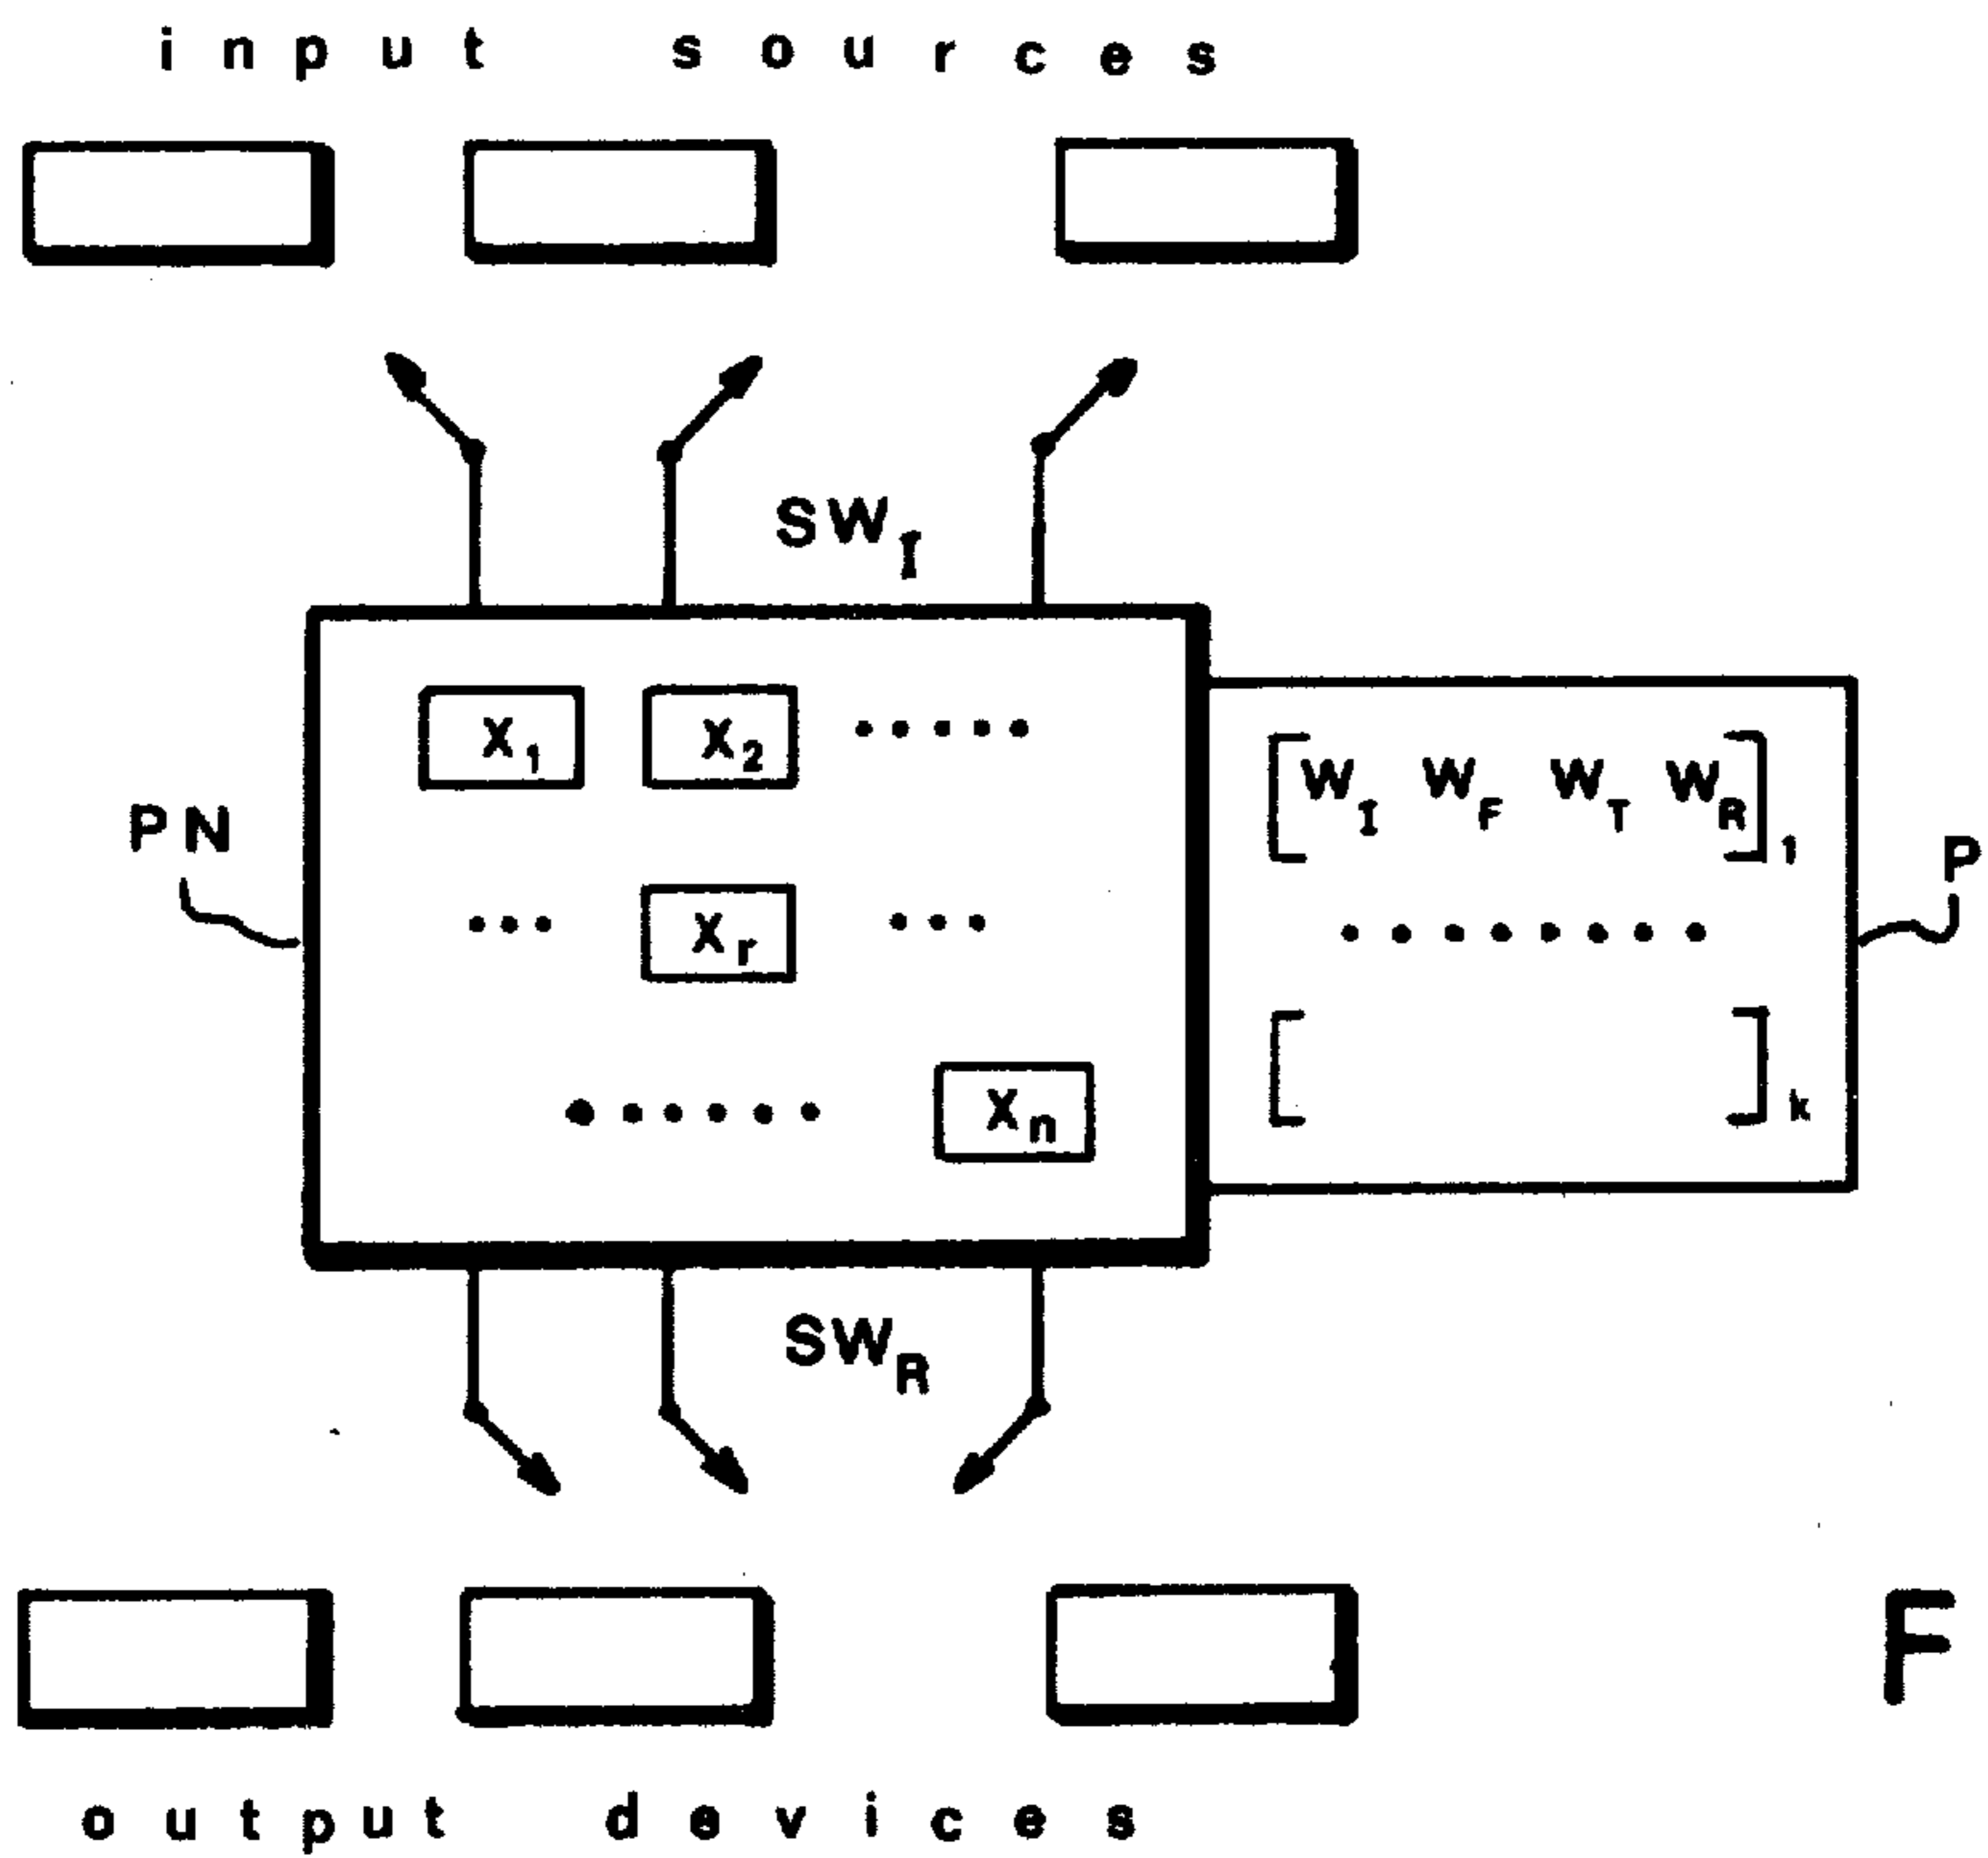 input sources
SW_I
X_1 X_2 .....
[W_I W_F W_T W_R]_1
PN
P
... X_r ...
........
[ ]_k
...... X_n
SW_R
F
output devices